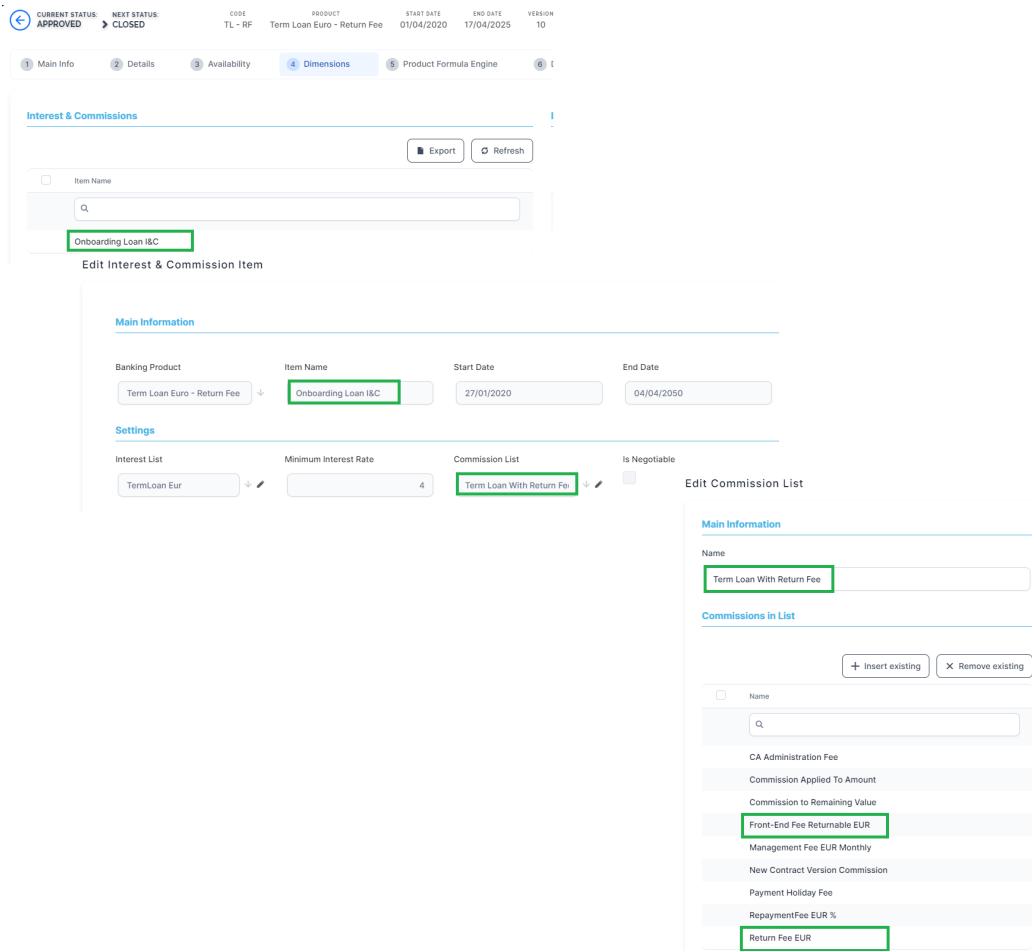 CURRENT STATUS: NEXT STATUS: CODE PRODUCT START DATE END DATE VERSION
APPROVED CLOSED TL - RF Term Loan Euro - Return Fee 01/04/2020 17/04/2025 10
1 Main Info 2 Details 3 Availability 4 Dimensions 5 Product Formula Engine 6
Interest & Commissions
Export Refresh
Item Name
Onboarding Loan I&C
Edit Interest & Commission Item
Main Information
Banking Product Item Name Start Date End Date
Term Loan Euro - Return Fee Onboarding Loan I&C 27/01/2020 04/04/2050
Settings
Interest List Minimum Interest Rate Commission List Is Negotiable
TermLoan Eur 4 Term Loan With Return Fe
Edit Commission List
Main Information
Name
Term Loan With Return Fee
Commissions in List
Insert existing Remove existing
Name
CA Administration Fee
Commission Applied To Amount
Commission to Remaining Value
Front-End Fee Returnable EUR
Management Fee EUR Monthly
New Contract Version Commission
Payment Holiday Fee
RepaymentFee EUR %
Return Fee EUR